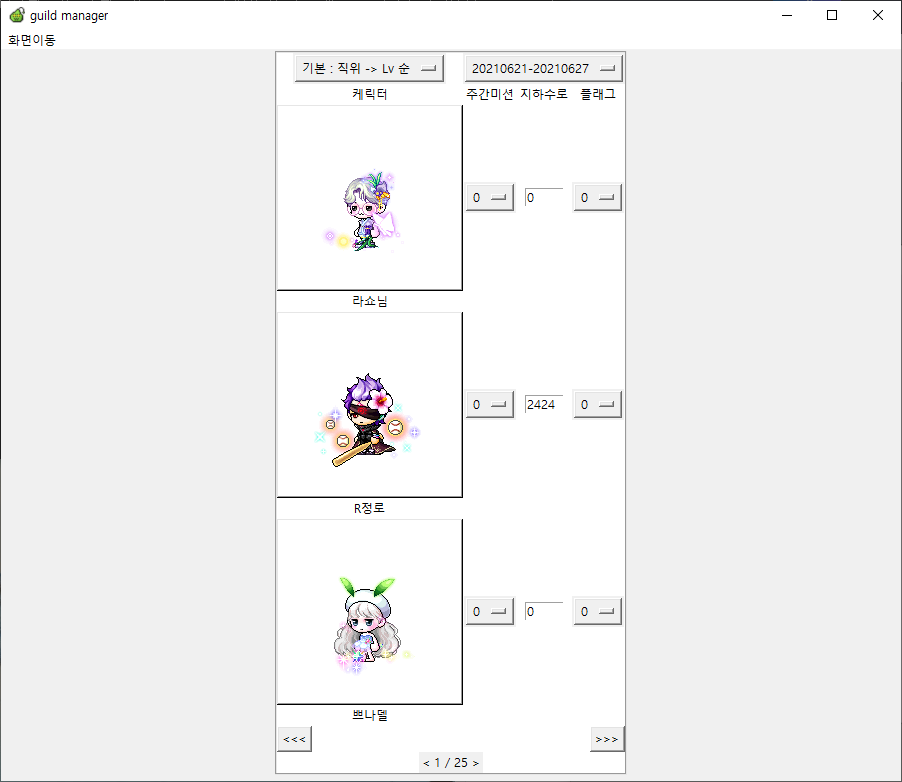 guild manager
화면이동
기본 : 직위 -> Lv 순 20210621-20210627
케릭터 주간미션 지하수로 플래그
0 0 0
라쇼님
0 2424 0
R정로
0 0 0
쁘나델
<<< >>>
< 1 / 25 >